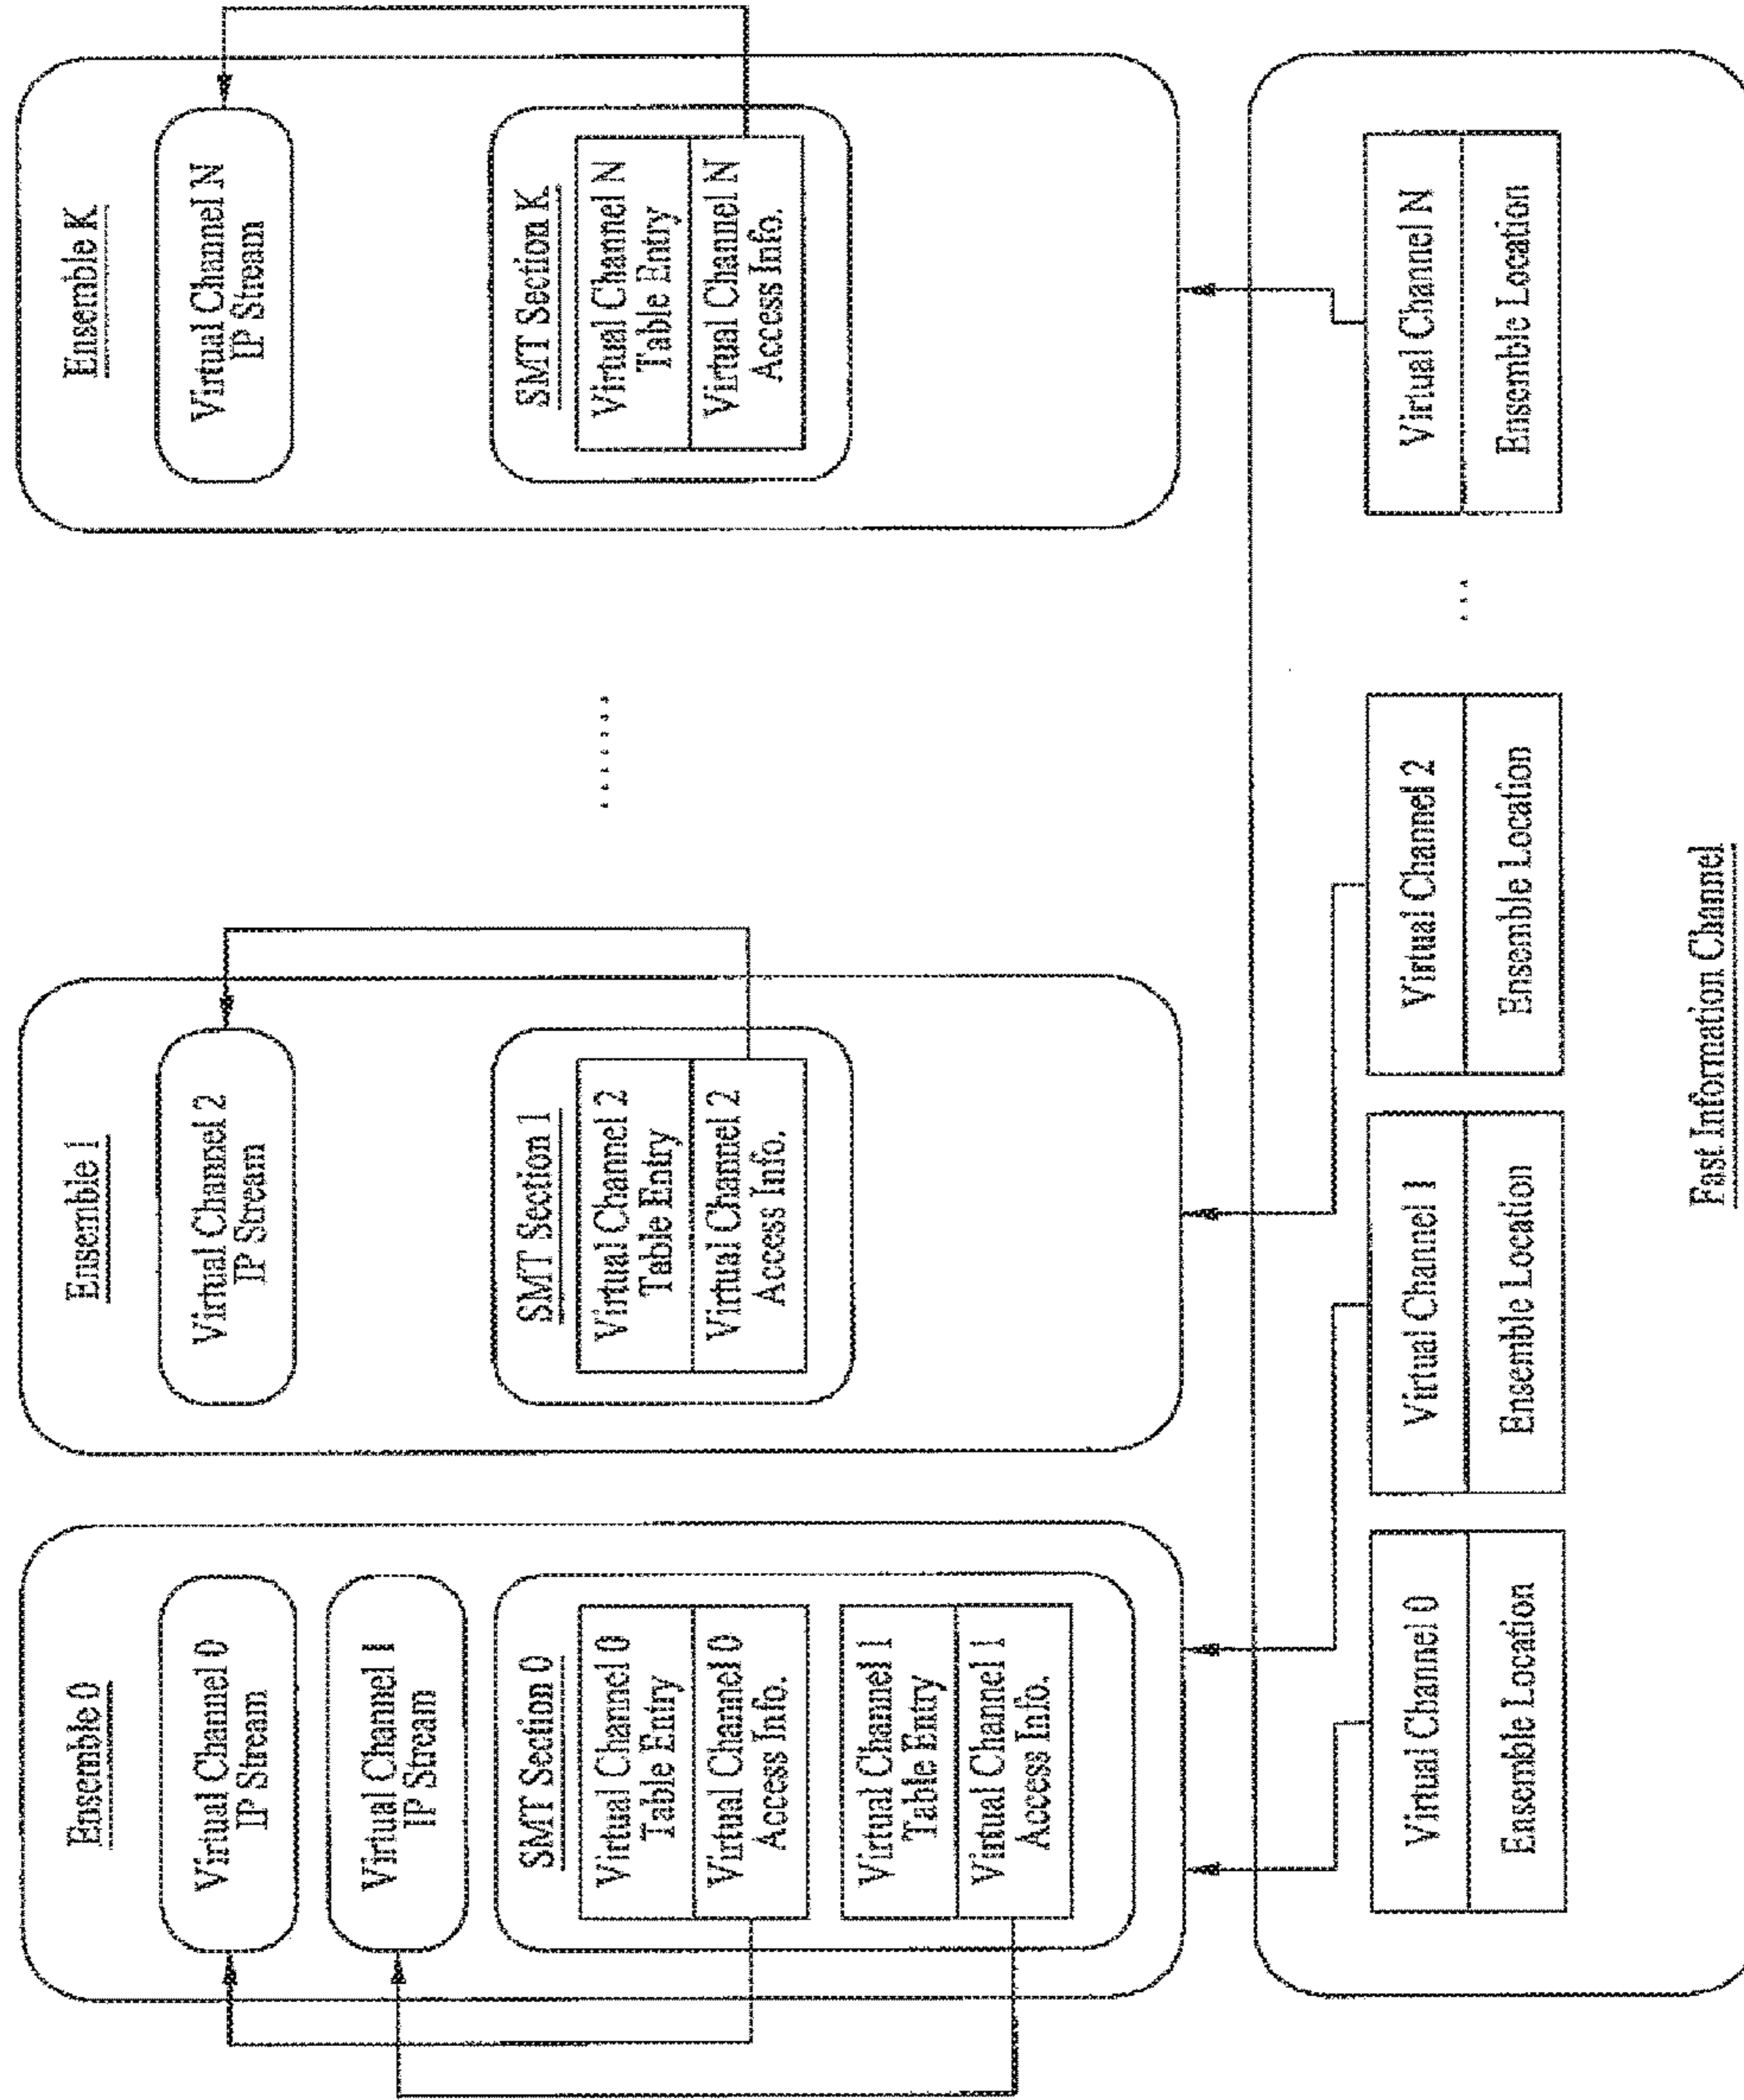 Ensemble 0
Virtual Channel 0
IP Stream
Virtual Channel 1
IP Stream
SMT Section 0
Virtual Channel 0
Table Entry
Virtual Channel 0
Access Info.
Virtual Channel 1
Table Entry
Virtual Channel 1
Access Info.
Ensemble 1
Virtual Channel 2
IP Stream
SMT Section 1
Virtual Channel 2
Table Entry
Virtual Channel 2
Access Info.
.......
Ensemble K
Virtual Channel N
IP Stream
SMT Section K
Virtual Channel N
Table Entry
Virtual Channel N
Access Info.
Virtual Channel 0
Ensemble Location
Virtual Channel 1
Ensemble Location
Virtual Channel 2
Ensemble Location
...
Virtual Channel N
Ensemble Location
Fast Information Channel